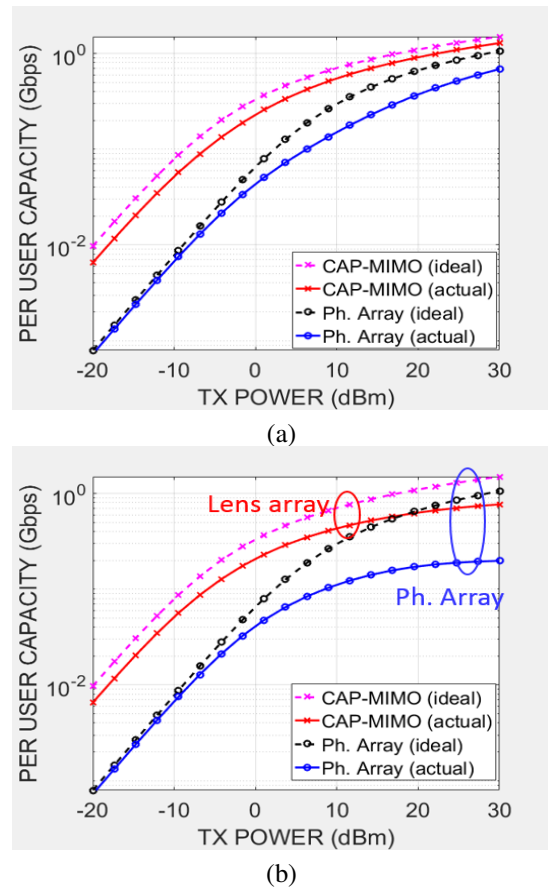 PER USER CAPACITY (Gbps)
10^0
10^-2
CAP-MIMO (ideal)
CAP-MIMO (actual)
Ph. Array (ideal)
Ph. Array (actual)
-20 -10 0 10 20 30
TX POWER (dBm)
(a)
PER USER CAPACITY (Gbps)
10^0
10^-2
Lens array
Ph. Array
CAP-MIMO (ideal)
CAP-MIMO (actual)
Ph. Array (ideal)
Ph. Array (actual)
-20 -10 0 10 20 30
TX POWER (dBm)
(b)